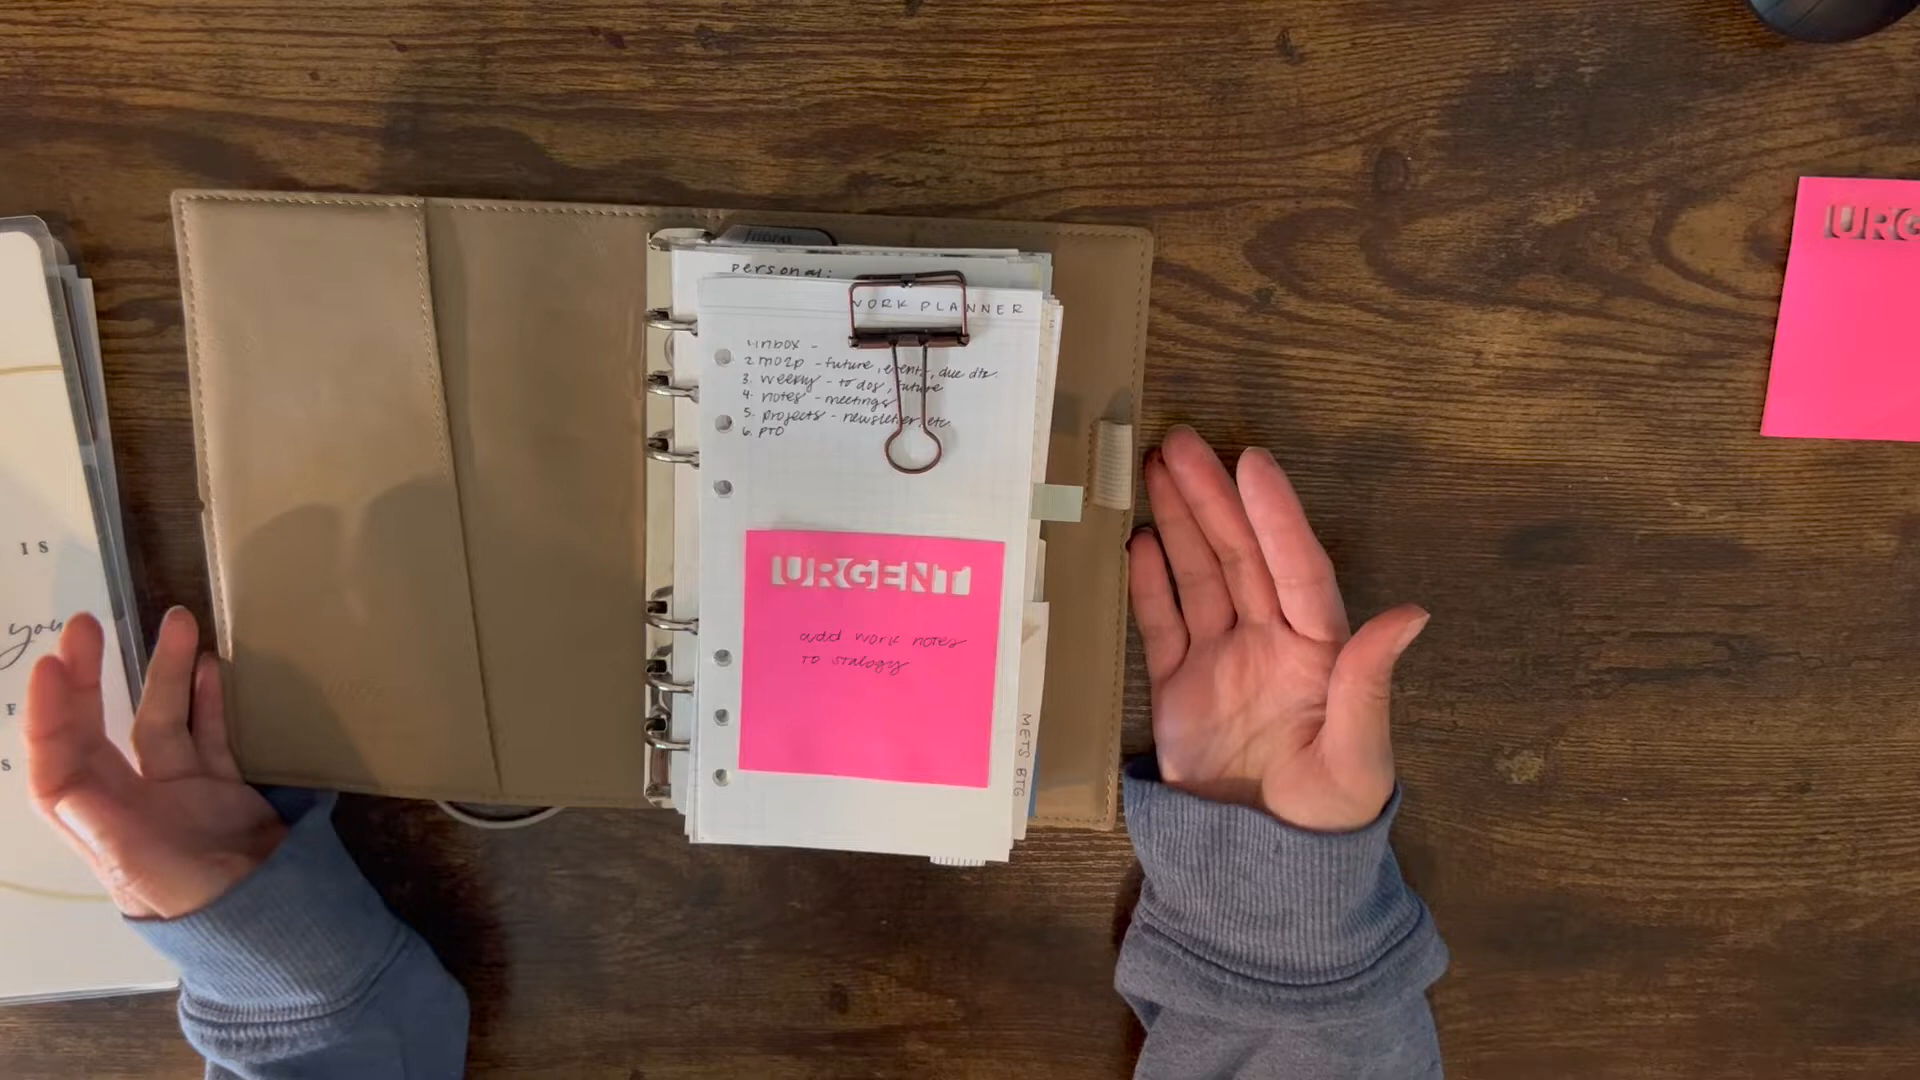 personal:
WORK PLANNER
1. inbox -
2. mo2p - future, events, due dts.
3. weekly - to dos, future
4. notes - meetings
5. projects - newsletter, etc.
6. PTO
URGENT
add work notes
to stalogy
METS BTG
IS
you
F
S
URG